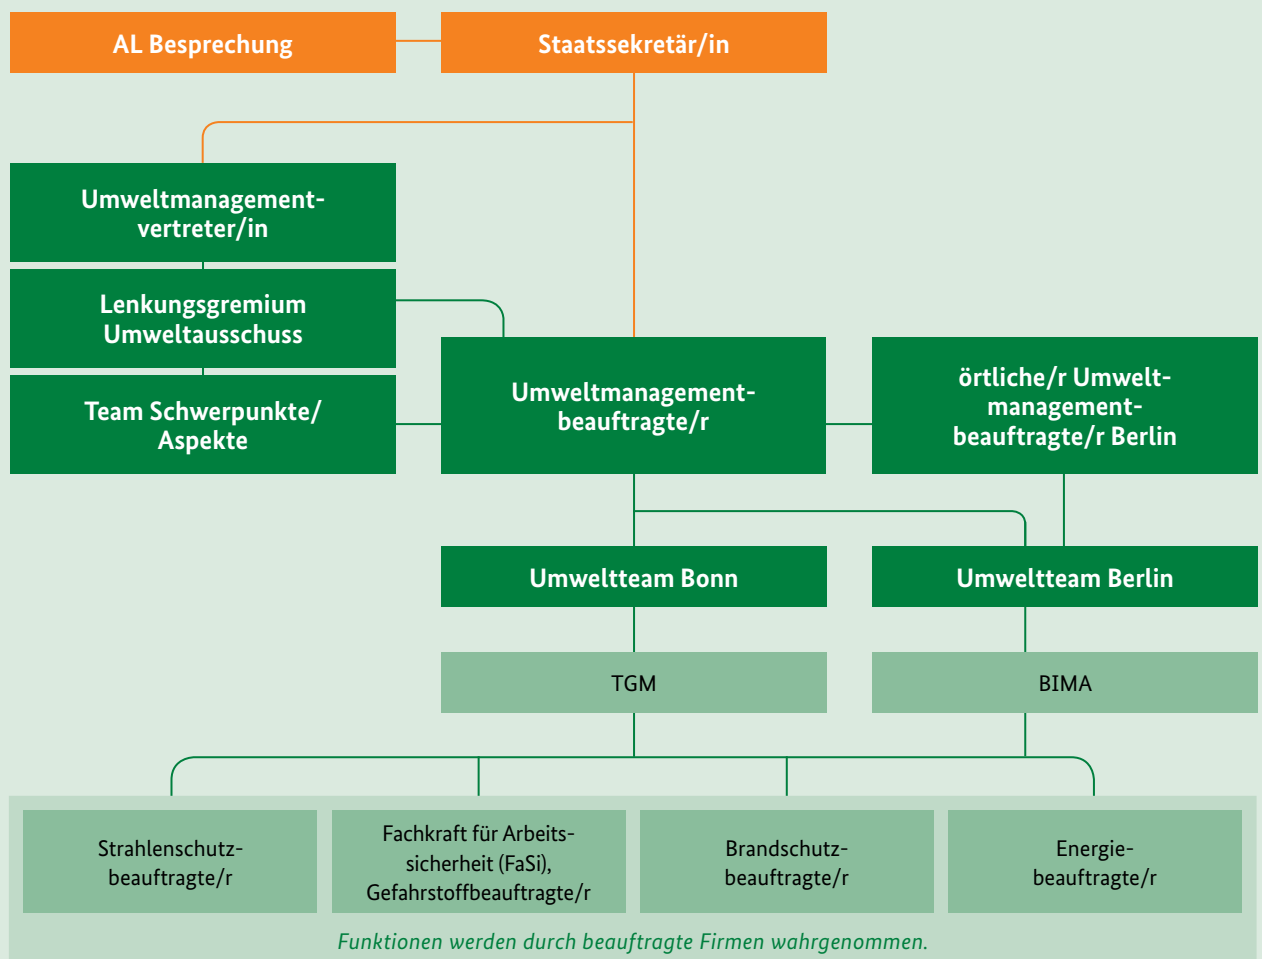 AL Besprechung
Staatssekretär/in
Umweltmanagement-
vertreter/in
Lenkungsgremium
Umweltausschuss
Team Schwerpunkte/
Aspekte
Umweltmanagement-
beauftragte/r
örtliche/r Umwelt-
management-
beauftragte/r Berlin
Umweltteam Bonn
Umweltteam Berlin
TGM
BIMA
Strahlenschutz-
beauftragte/r
Fachkraft für Arbeits-
sicherheit (FaSi),
Gefahrstoffbeauftragte/r
Brandschutz-
beauftragte/r
Energie-
beauftragte/r
Funktionen werden durch beauftragte Firmen wahrgenommen.